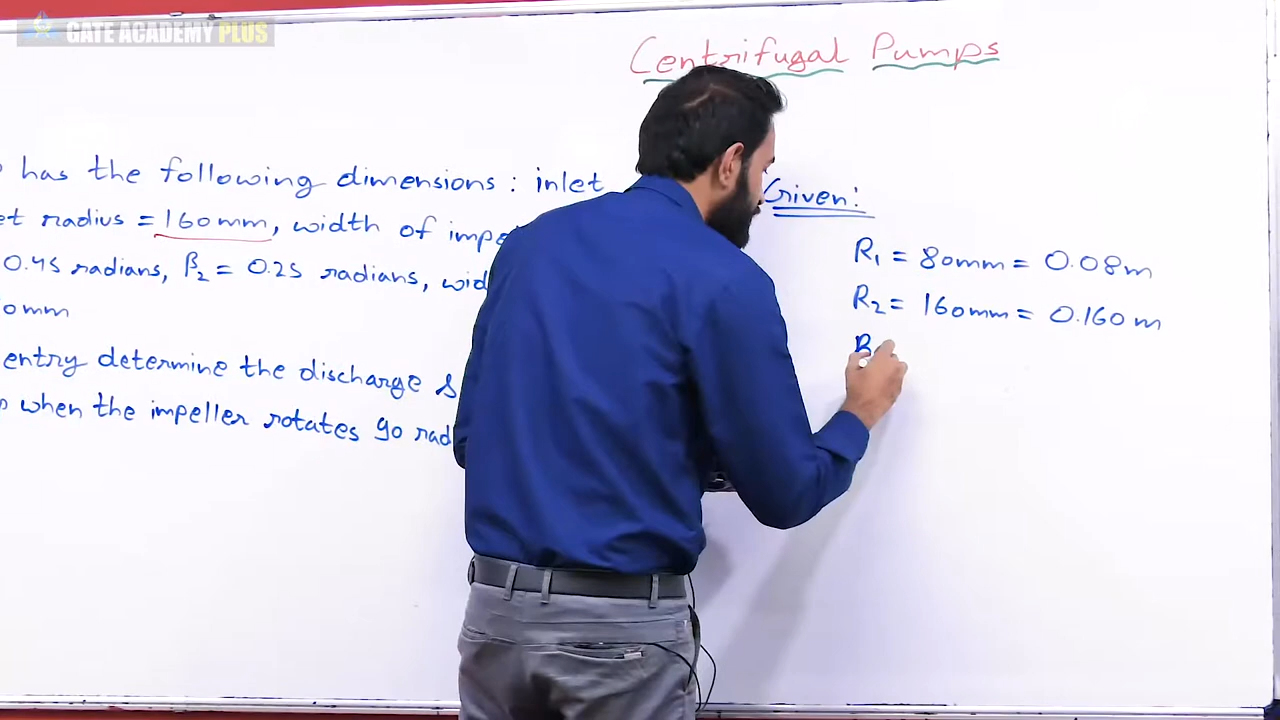 GATE ACADEMY PLUS
Centrifugal Pumps
has the following dimensions: inlet
et radius = 160mm, width of impe
0.45 radians, β₂ = 0.25 radians, wid
0mm
entry determine the discharge &
when the impeller rotates 90 rad
Given:
R₁ = 80mm = 0.08m
R₂ = 160mm = 0.160 m
B